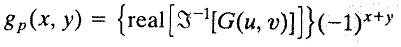 g_p(x, y) = {real[ℑ⁻¹[G(u, v)]]}(−1)^{x+y}